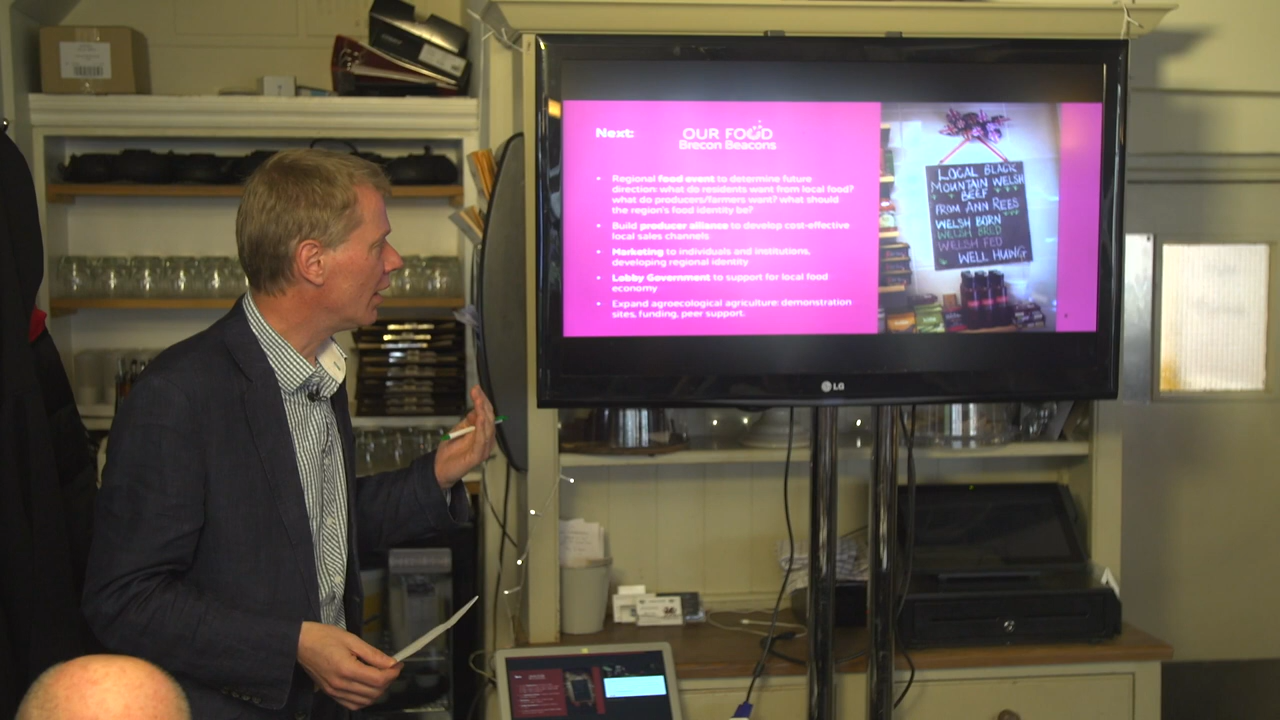 Next:
OUR FOOD
Brecon Beacons
• Regional food event to determine future
direction: what do residents want from local food?
what do producers/farmers want? what should
the region's food identity be?
• Build producer alliance to develop cost-effective
local sales channels
• Marketing to individuals and institutions,
developing regional identity
• Lobby Government to support for local food
economy
• Expand agroecological agriculture: demonstration
sites, funding, peer support.
LOCAL BLACK
MOUNTAIN WELSH
BEEF
FROM ANN REES
WELSH BORN
WELSH BRED
WELSH FED
WELL HUNG
LG